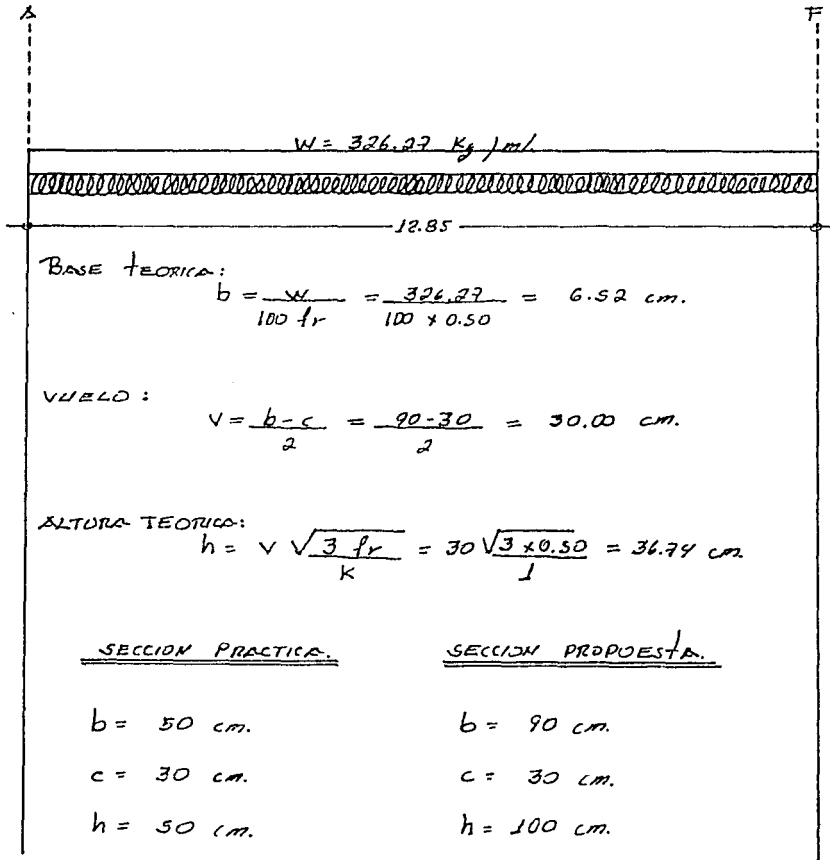 A F
W = 326.27 Kg/ml.
12.85
BASE TEORICA:
b = w / 100 fr = 326.27 / 100 x 0.50 = 6.52 cm.
VUELO:
V = b-c / 2 = 90-30 / 2 = 30.00 cm.
ALTURA TEORICA:
h = V √ 3 fr / K = 30 √ 3 x 0.50 / 1 = 36.74 cm.
SECCION PRACTICA. SECCION PROPUESTA.
b = 50 cm. b = 90 cm.
c = 30 cm. c = 30 cm.
h = 50 cm. h = 100 cm.